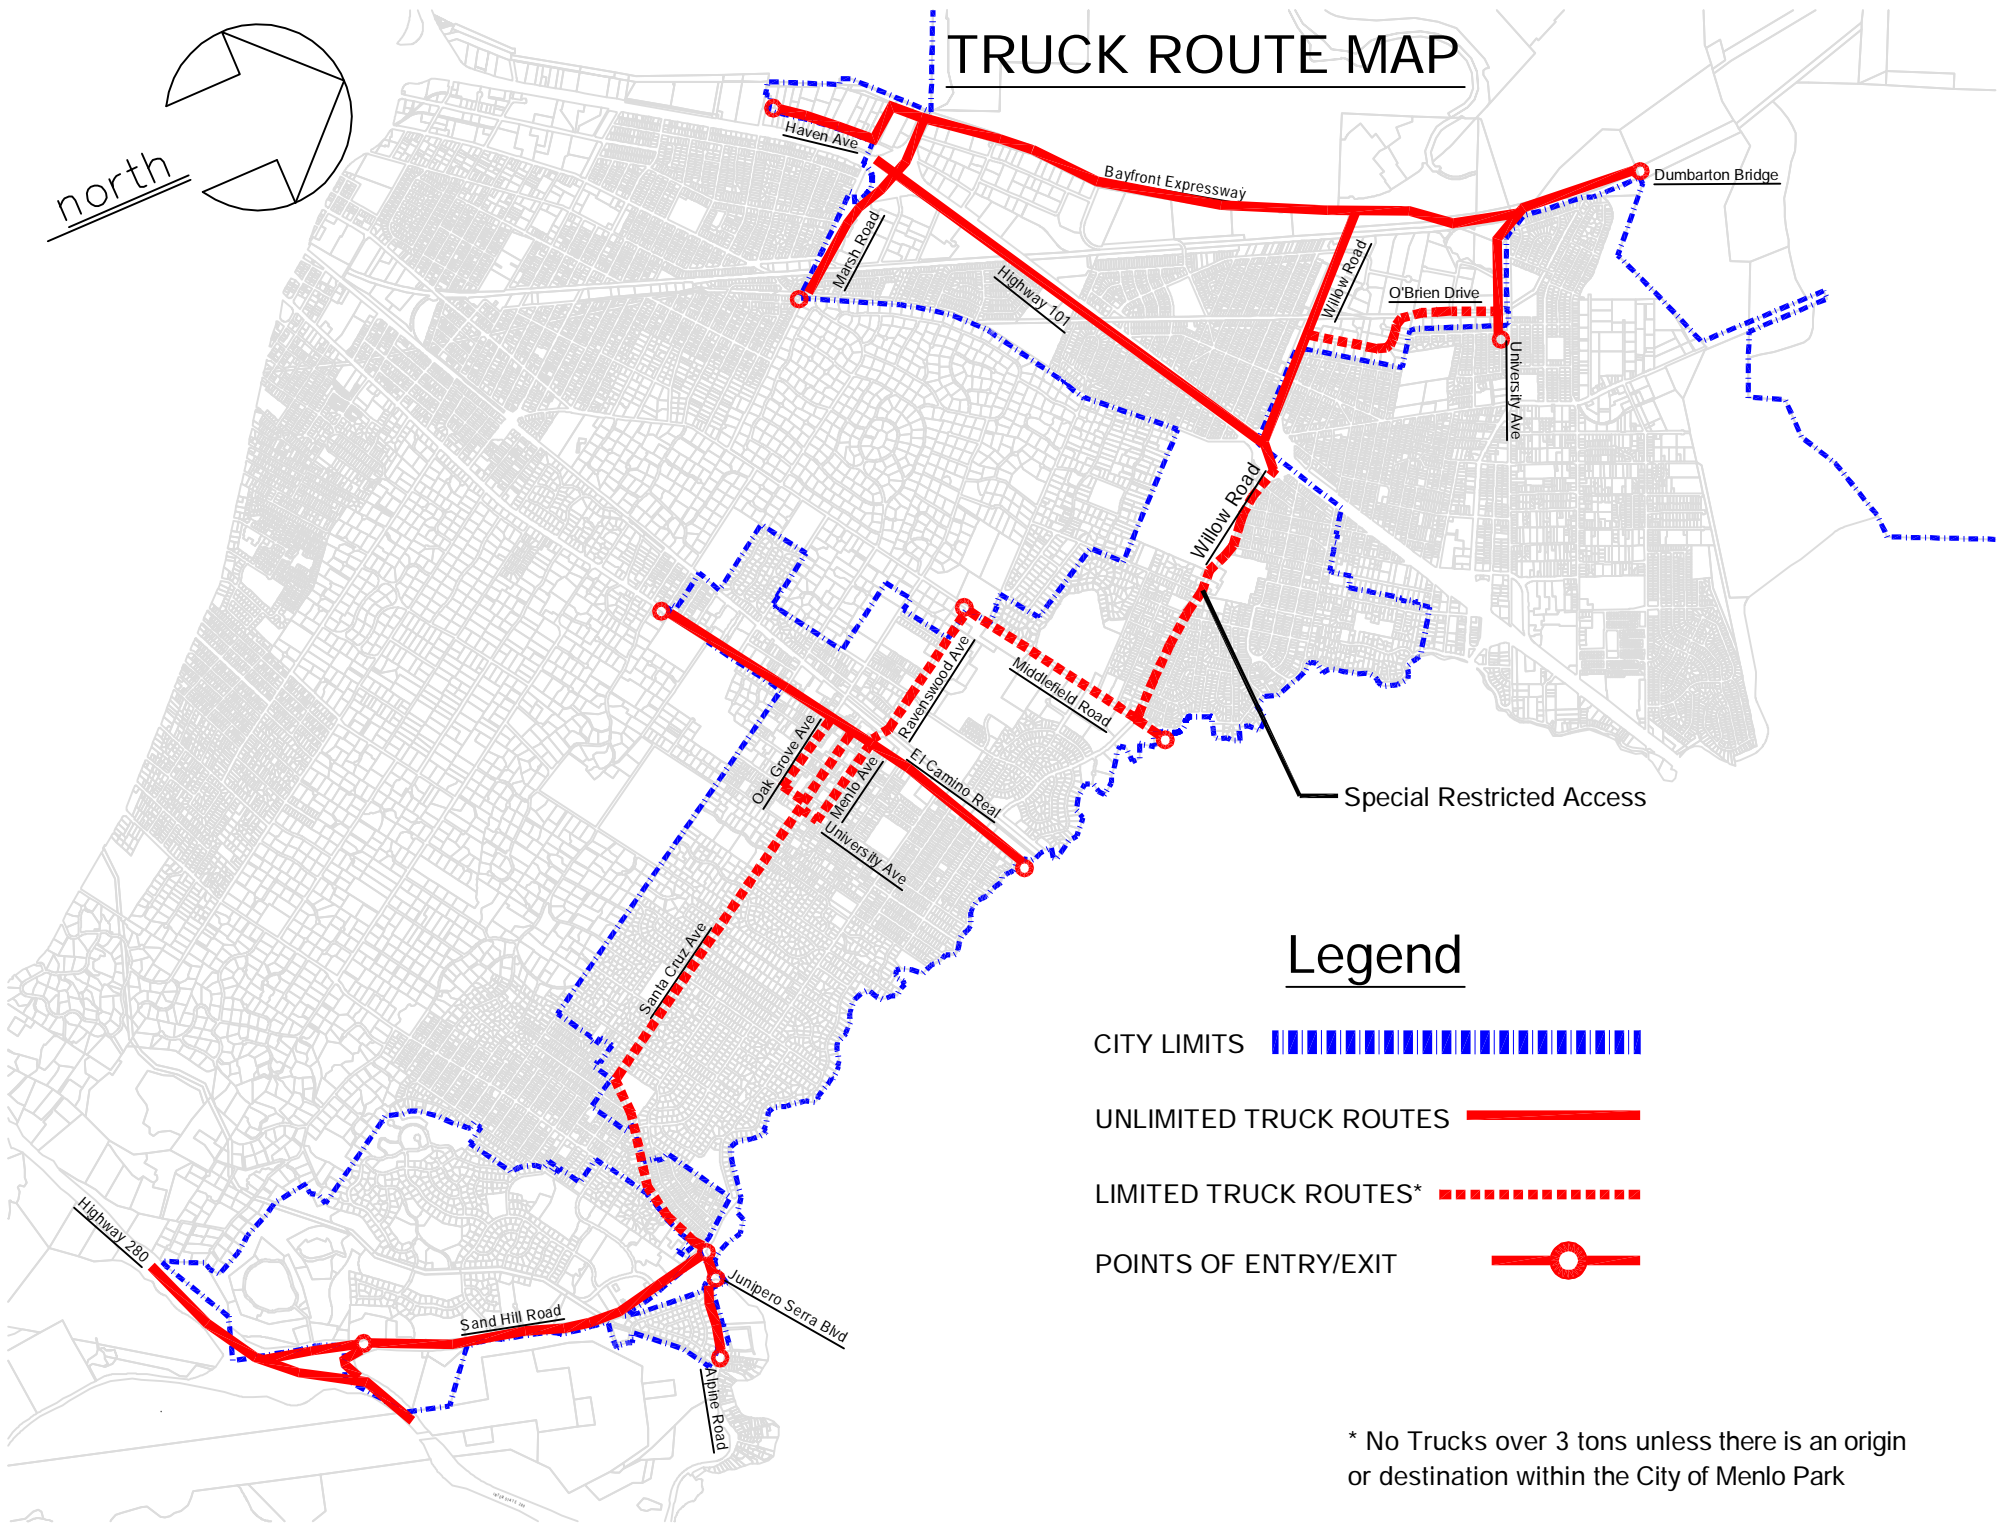 TRUCK ROUTE MAP
north
Haven Ave
Bayfront Expressway
Dumbarton Bridge
Marsh Road
Highway 101
Willow Road
O'Brien Drive
University Ave
Willow Road
Ravenswood Ave
Middlefield Road
Oak Grove Ave
Menlo Ave
El Camino Real
University Ave
Special Restricted Access
Santa Cruz Ave
Legend
CITY LIMITS
UNLIMITED TRUCK ROUTES
LIMITED TRUCK ROUTES*
POINTS OF ENTRY/EXIT
Highway 280
Sand Hill Road
Junipero Serra Blvd
Alpine Road
* No Trucks over 3 tons unless there is an origin
or destination within the City of Menlo Park